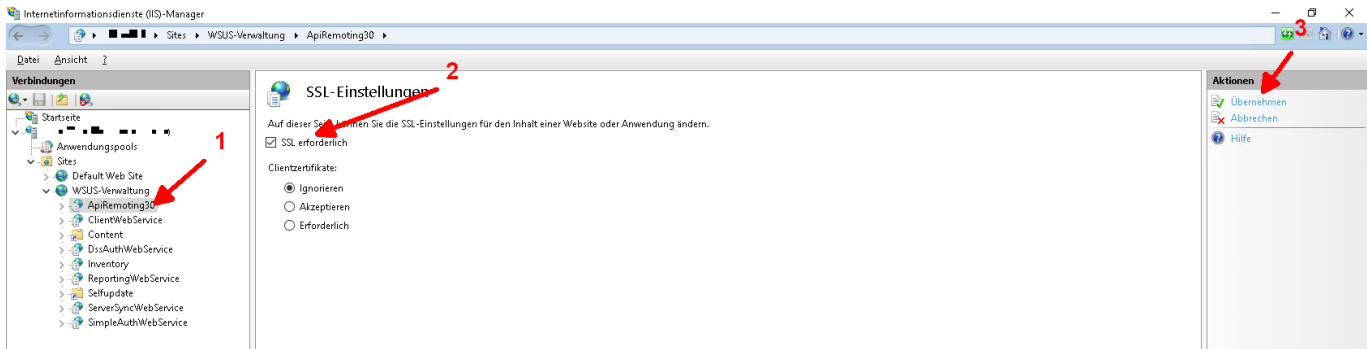 Internetinformationsdienste (IIS)-Manager
Sites WSUS-Verwaltung ApiRemoting30
Datei Ansicht ?
Verbindungen
Startseite
Anwendungspools
Sites
Default Web Site
WSUS-Verwaltung
ApiRemoting30
ClientWebService
Content
DssAuthWebService
Inventory
ReportingWebService
Selfupdate
ServerSyncWebService
SimpleAuthWebService
1
SSL-Einstellungen
2
Auf dieser Seite können Sie die SSL-Einstellungen für den Inhalt einer Website oder Anwendung ändern.
SSL erforderlich
Clientzertifikate:
Ignorieren
Akzeptieren
Erforderlich
3
Aktionen
Übernehmen
Abbrechen
Hilfe